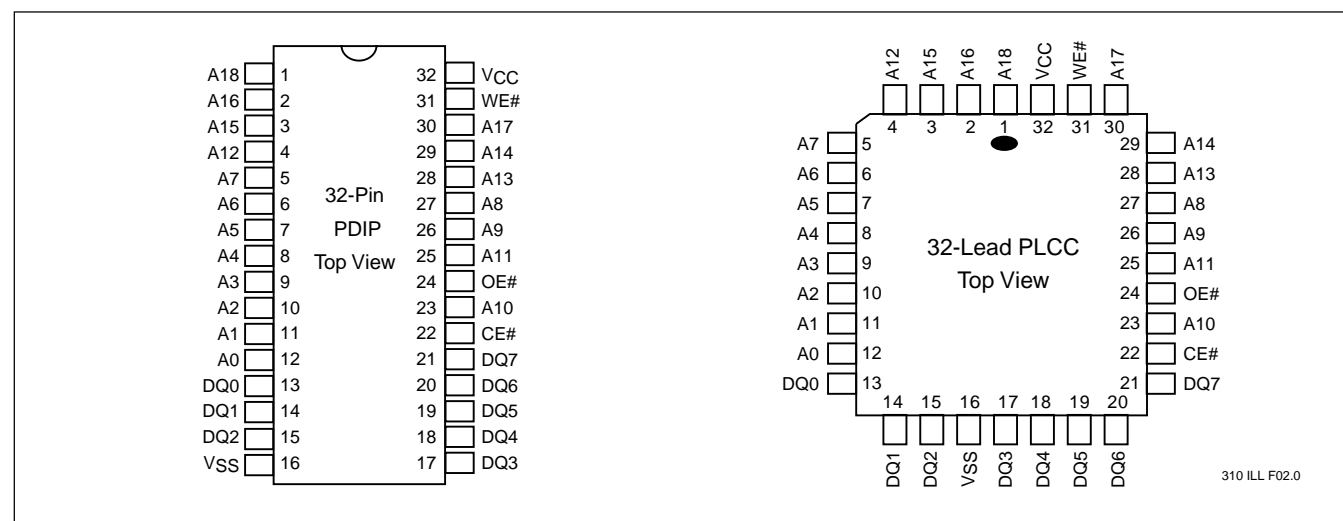 A18 1 32 VCC
A16 2 31 WE#
A15 3 30 A17
A12 4 29 A14
A7 5 28 A13
A6 6 27 A8
A5 7 26 A9
A4 8 25 A11
A3 9 24 OE#
A2 10 23 A10
A1 11 22 CE#
A0 12 21 DQ7
DQ0 13 20 DQ6
DQ1 14 19 DQ5
DQ2 15 18 DQ4
VSS 16 17 DQ3
32-Pin
PDIP
Top View
A12 A15 A16 A18 VCC WE# A17
4 3 2 1 32 31 30
A7 5 29 A14
A6 6 28 A13
A5 7 27 A8
A4 8 26 A9
A3 9 25 A11
A2 10 24 OE#
A1 11 23 A10
A0 12 22 CE#
DQ0 13 21 DQ7
32-Lead PLCC
Top View
14 15 16 17 18 19 20
DQ1 DQ2 VSS DQ3 DQ4 DQ5 DQ6
310 ILL F02.0